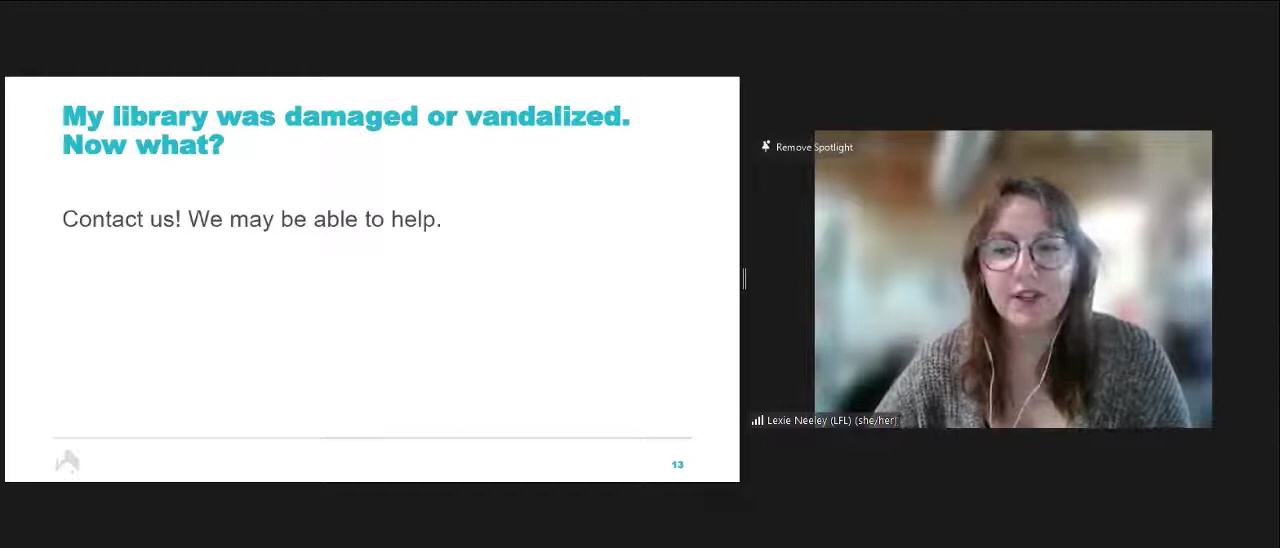 My library was damaged or vandalized.
Now what?
Contact us! We may be able to help.
13
Remove Spotlight
Lexie Neeley (LFL) (she/her)